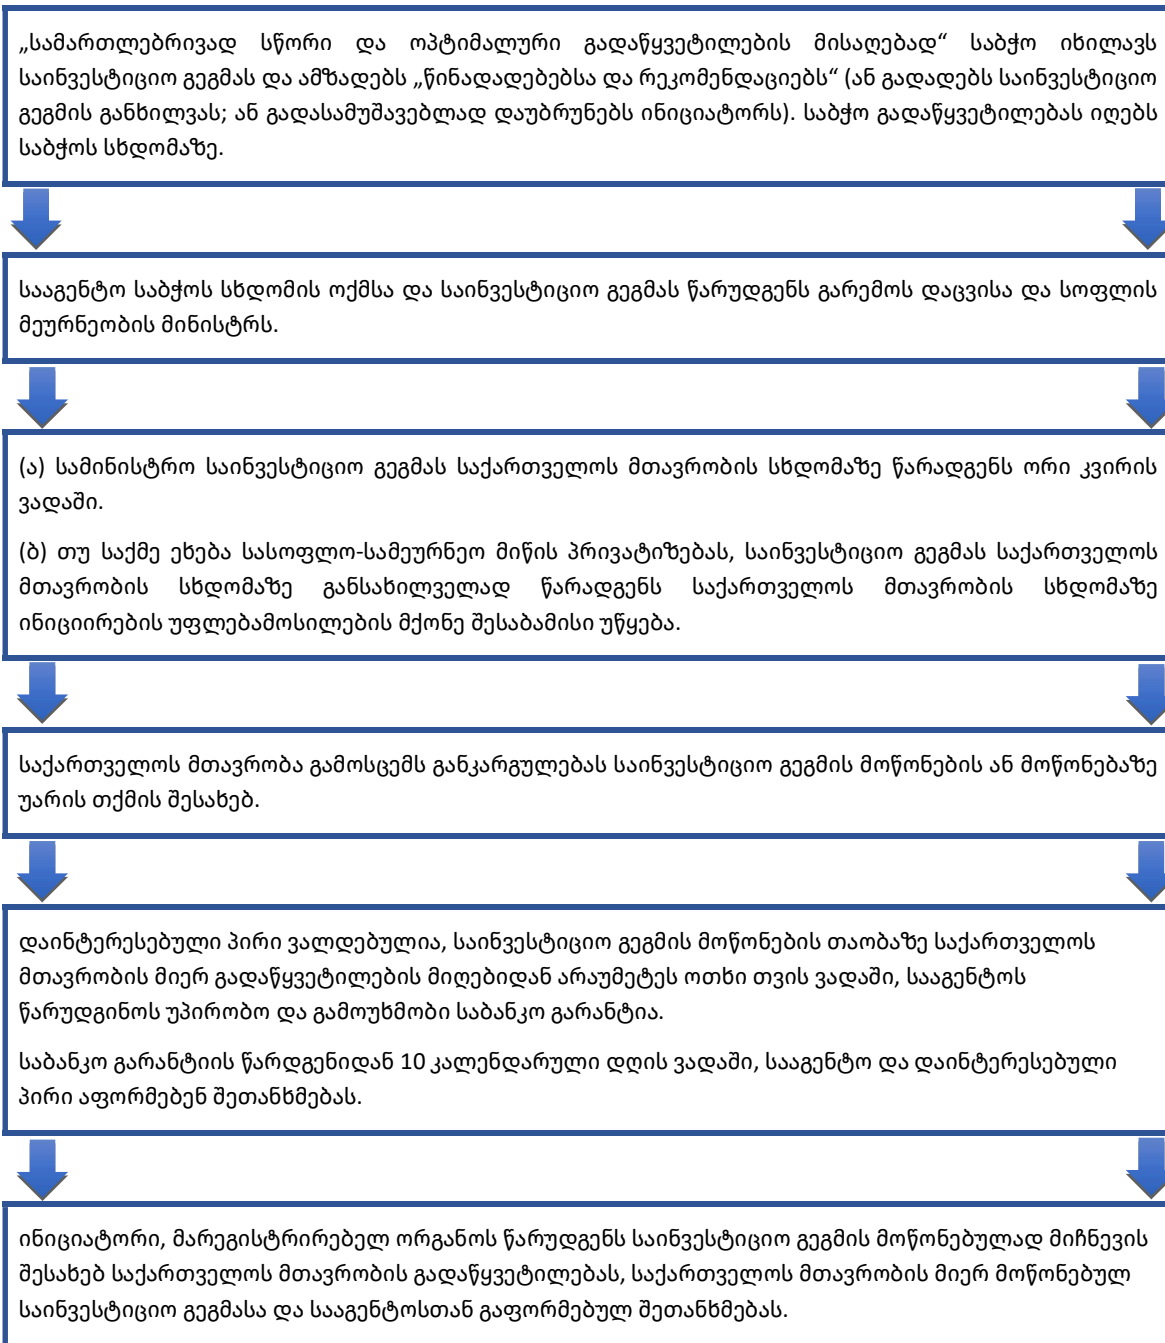 „სამართლებრივად სწორი და ოპტიმალური გადაწყვეტილების მისაღებად“ საბჭო იხილავს
საინვესტიციო გეგმას და ამზადებს „წინადადებებსა და რეკომენდაციებს“ (ან გადადებს საინვესტიციო
გეგმის განხილვას; ან გადასამუშავებლად დაუბრუნებს ინიციატორს). საბჭო გადაწყვეტილებას იღებს
საბჭოს სხდომაზე.
სააგენტო საბჭოს სხდომის ოქმსა და საინვესტიციო გეგმას წარუდგენს გარემოს დაცვისა და სოფლის
მეურნეობის მინისტრს.
(ა) სამინისტრო საინვესტიციო გეგმას საქართველოს მთავრობის სხდომაზე წარადგენს ორი კვირის
ვადაში.
(ბ) თუ საქმე ეხება სასოფლო-სამეურნეო მიწის პრივატიზებას, საინვესტიციო გეგმას საქართველოს
მთავრობის სხდომაზე განსახილველად წარადგენს საქართველოს მთავრობის სხდომაზე
ინიციირების უფლებამოსილების მქონე შესაბამისი უწყება.
საქართველოს მთავრობა გამოსცემს განკარგულებას საინვესტიციო გეგმის მოწონების ან მოწონებაზე
უარის თქმის შესახებ.
დაინტერესებული პირი ვალდებულია, საინვესტიციო გეგმის მოწონების თაობაზე საქართველოს
მთავრობის მიერ გადაწყვეტილების მიღებიდან არაუმეტეს ოთხი თვის ვადაში, სააგენტოს
წარუდგინოს უპირობო და გამოუხმობი საბანკო გარანტია.
საბანკო გარანტიის წარდგენიდან 10 კალენდარული დღის ვადაში, სააგენტო და დაინტერესებული
პირი აფორმებენ შეთანხმებას.
ინიციატორი, მარეგისტრირებელ ორგანოს წარუდგენს საინვესტიციო გეგმის მოწონებულად მიჩნევის
შესახებ საქართველოს მთავრობის გადაწყვეტილებას, საქართველოს მთავრობის მიერ მოწონებულ
საინვესტიციო გეგმასა და სააგენტოსთან გაფორმებულ შეთანხმებას.